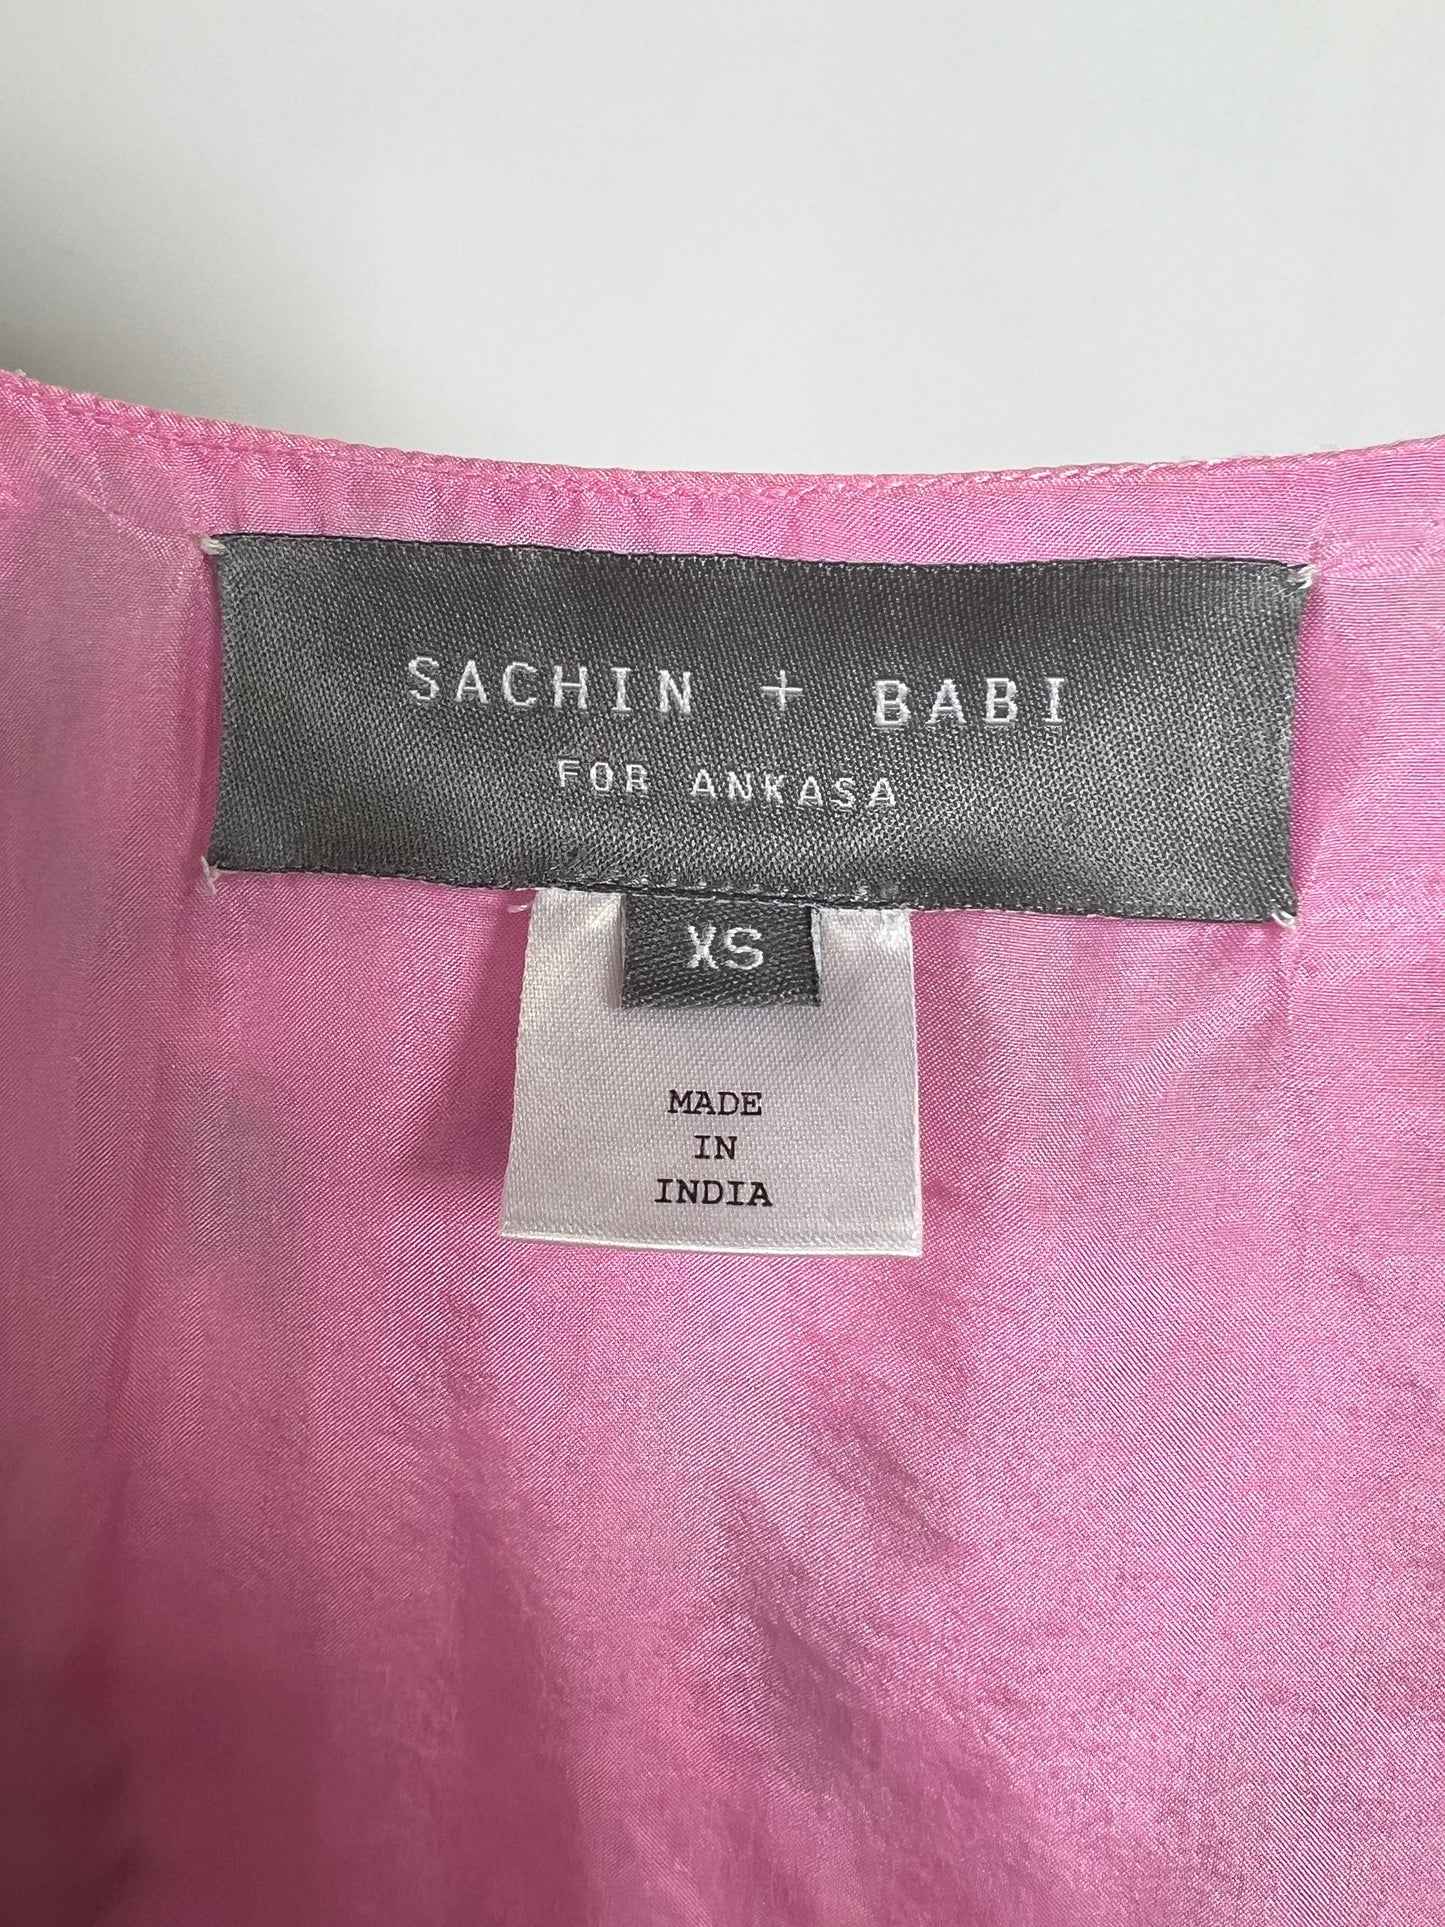 SACHIN + BABI
FOR ANKASA
XS
MADE
IN
INDIA